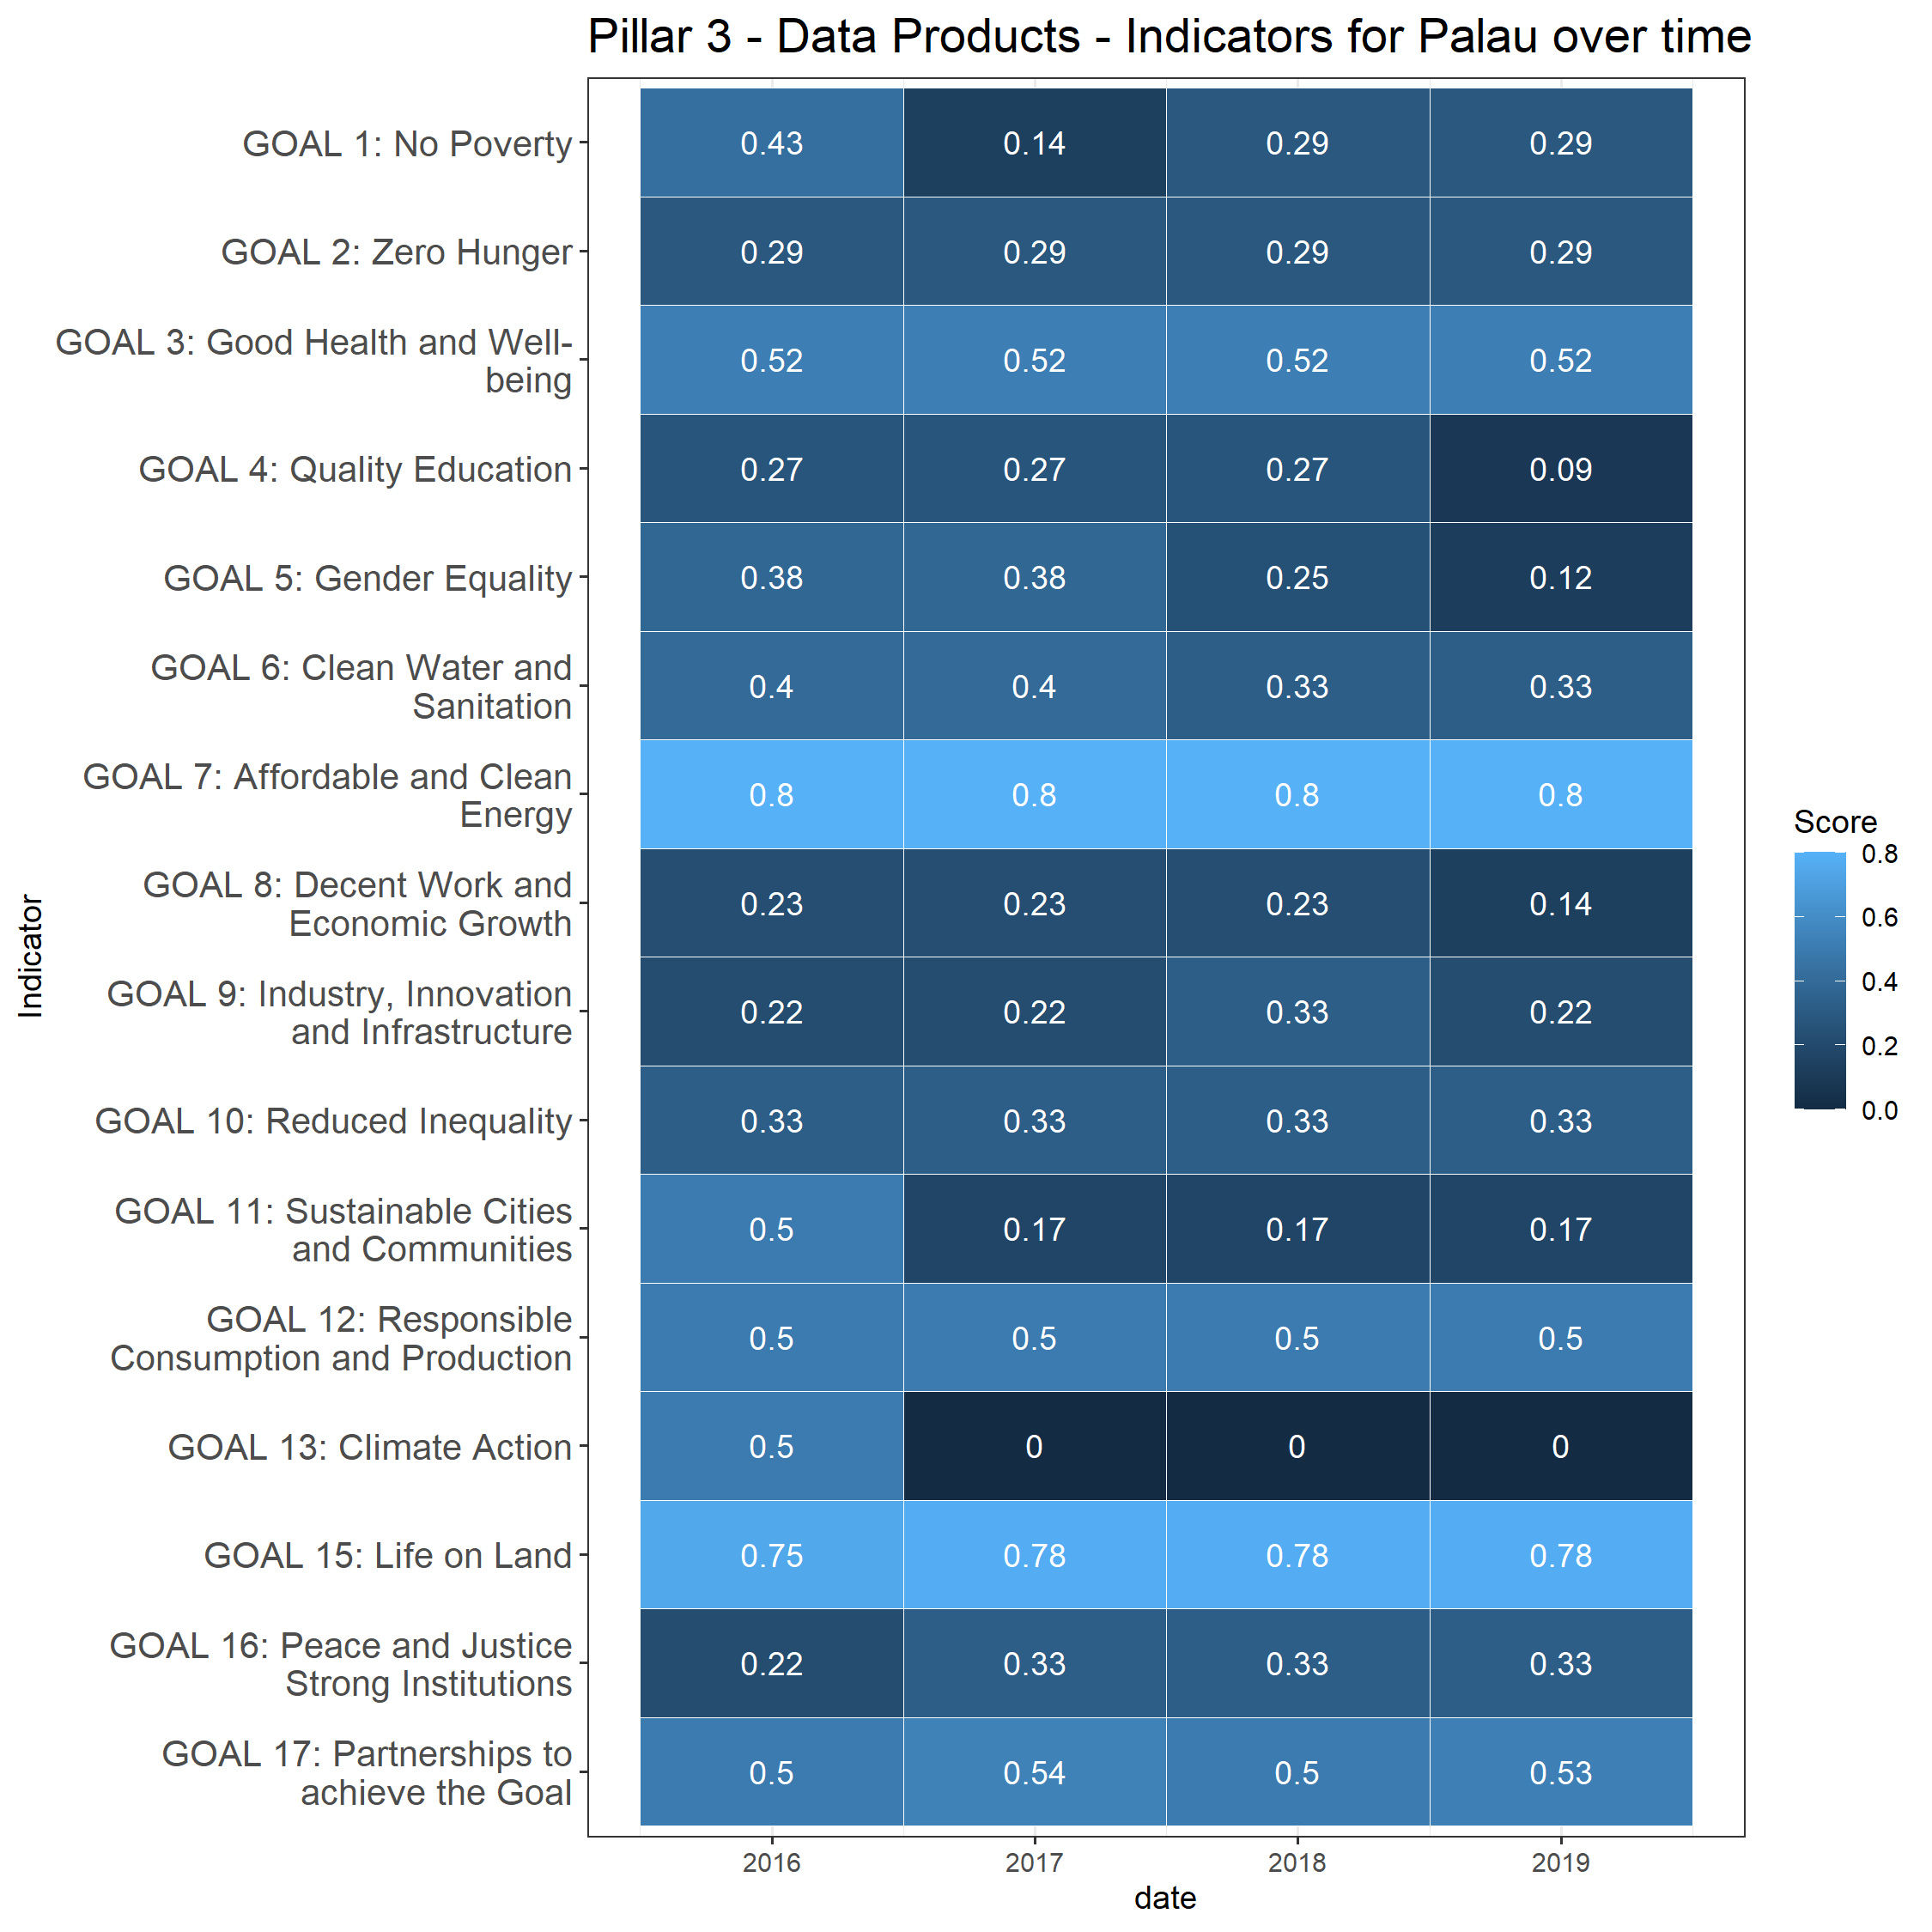 Pillar 3 - Data Products - Indicators for Palau over time
GOAL 1: No Poverty
0.43 0.14 0.29 0.29
GOAL 2: Zero Hunger
0.29 0.29 0.29 0.29
GOAL 3: Good Health and Well-
being
0.52 0.52 0.52 0.52
GOAL 4: Quality Education
0.27 0.27 0.27 0.09
GOAL 5: Gender Equality
0.38 0.38 0.25 0.12
GOAL 6: Clean Water and
Sanitation
0.4 0.4 0.33 0.33
GOAL 7: Affordable and Clean
Energy
0.8 0.8 0.8 0.8
GOAL 8: Decent Work and
Economic Growth
0.23 0.23 0.23 0.14
GOAL 9: Industry, Innovation
and Infrastructure
0.22 0.22 0.33 0.22
GOAL 10: Reduced Inequality
0.33 0.33 0.33 0.33
GOAL 11: Sustainable Cities
and Communities
0.5 0.17 0.17 0.17
GOAL 12: Responsible
Consumption and Production
0.5 0.5 0.5 0.5
GOAL 13: Climate Action
0.5 0 0 0
GOAL 15: Life on Land
0.75 0.78 0.78 0.78
GOAL 16: Peace and Justice
Strong Institutions
0.22 0.33 0.33 0.33
GOAL 17: Partnerships to
achieve the Goal
0.5 0.54 0.5 0.53
2016 2017 2018 2019
date
Indicator
Score
0.8
0.6
0.4
0.2
0.0